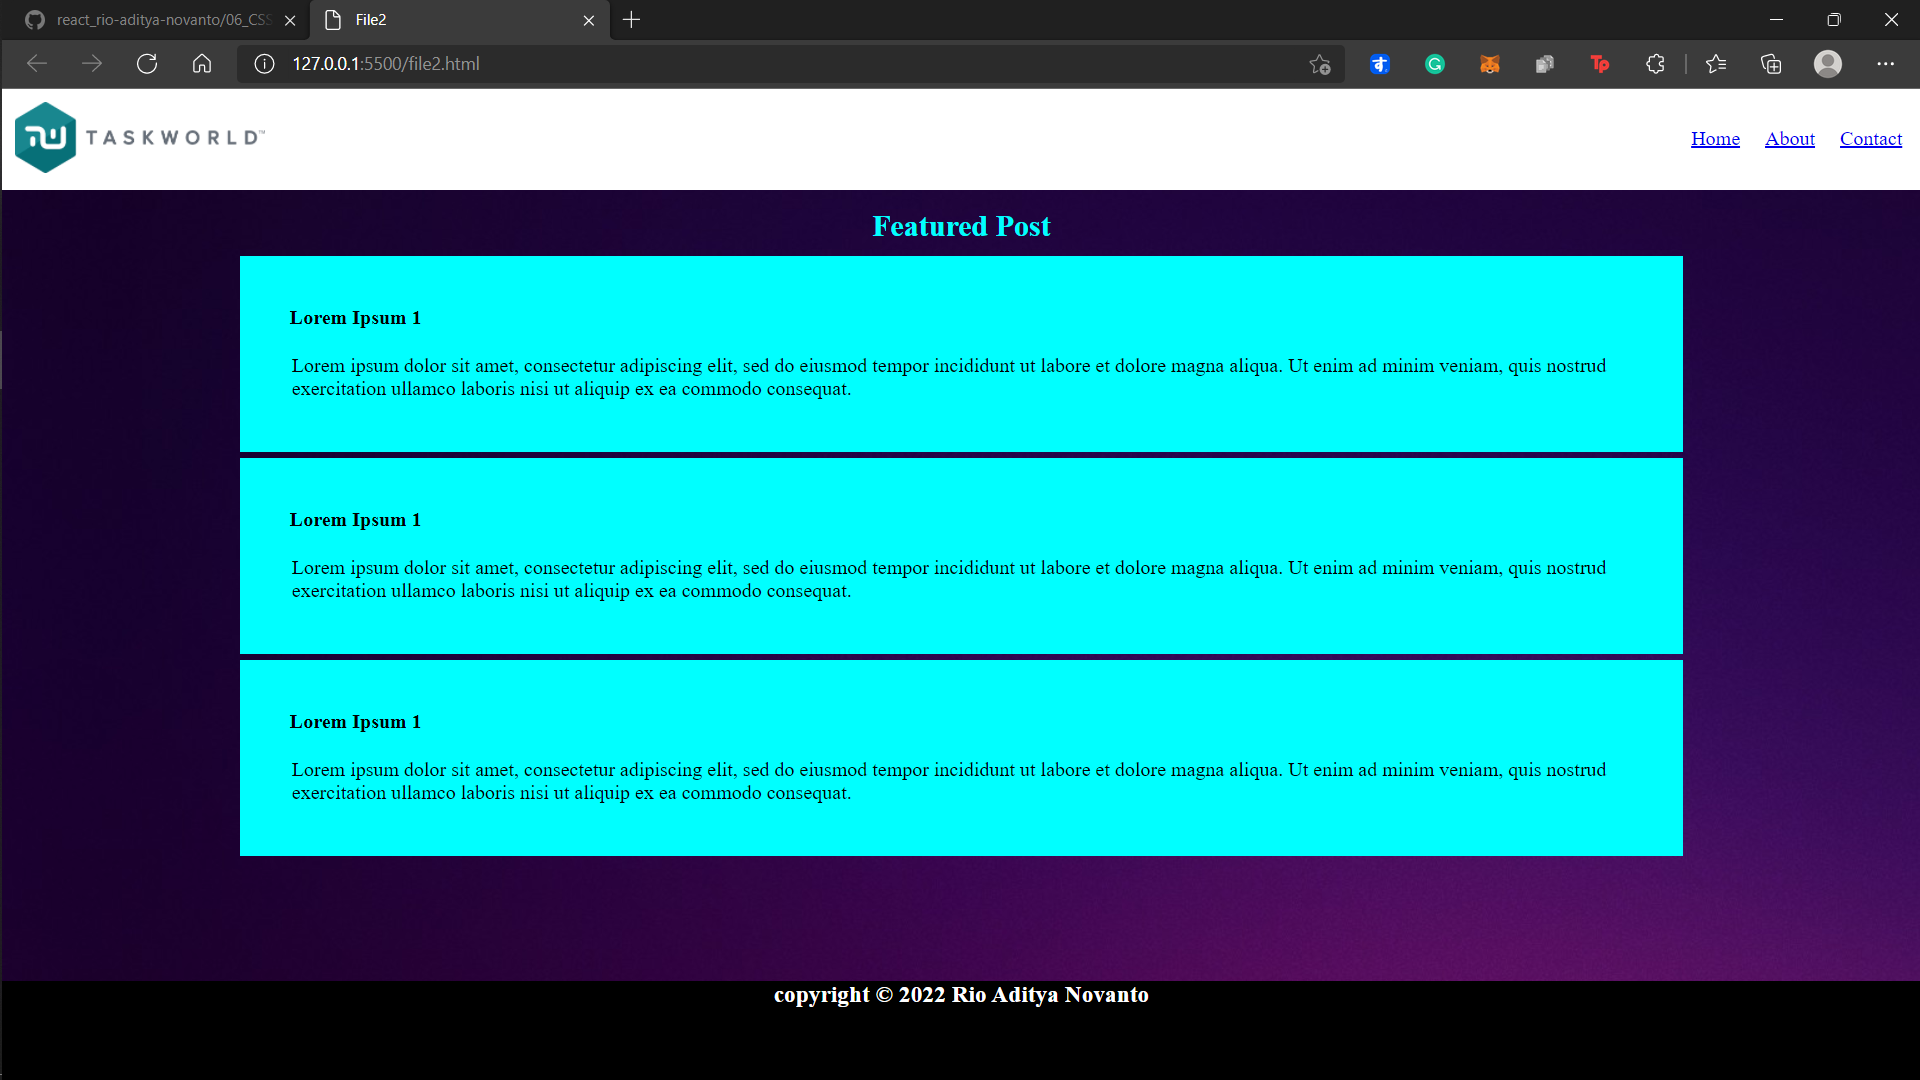 react_rio-aditya-novanto/06_CSS
File2
127.0.0.1:5500/file2.html
TASKWORLD™
Home About Contact
Featured Post
Lorem Ipsum 1
Lorem ipsum dolor sit amet, consectetur adipiscing elit, sed do eiusmod tempor incididunt ut labore et dolore magna aliqua. Ut enim ad minim veniam, quis nostrud
exercitation ullamco laboris nisi ut aliquip ex ea commodo consequat.
Lorem Ipsum 1
Lorem ipsum dolor sit amet, consectetur adipiscing elit, sed do eiusmod tempor incididunt ut labore et dolore magna aliqua. Ut enim ad minim veniam, quis nostrud
exercitation ullamco laboris nisi ut aliquip ex ea commodo consequat.
Lorem Ipsum 1
Lorem ipsum dolor sit amet, consectetur adipiscing elit, sed do eiusmod tempor incididunt ut labore et dolore magna aliqua. Ut enim ad minim veniam, quis nostrud
exercitation ullamco laboris nisi ut aliquip ex ea commodo consequat.
copyright © 2022 Rio Aditya Novanto